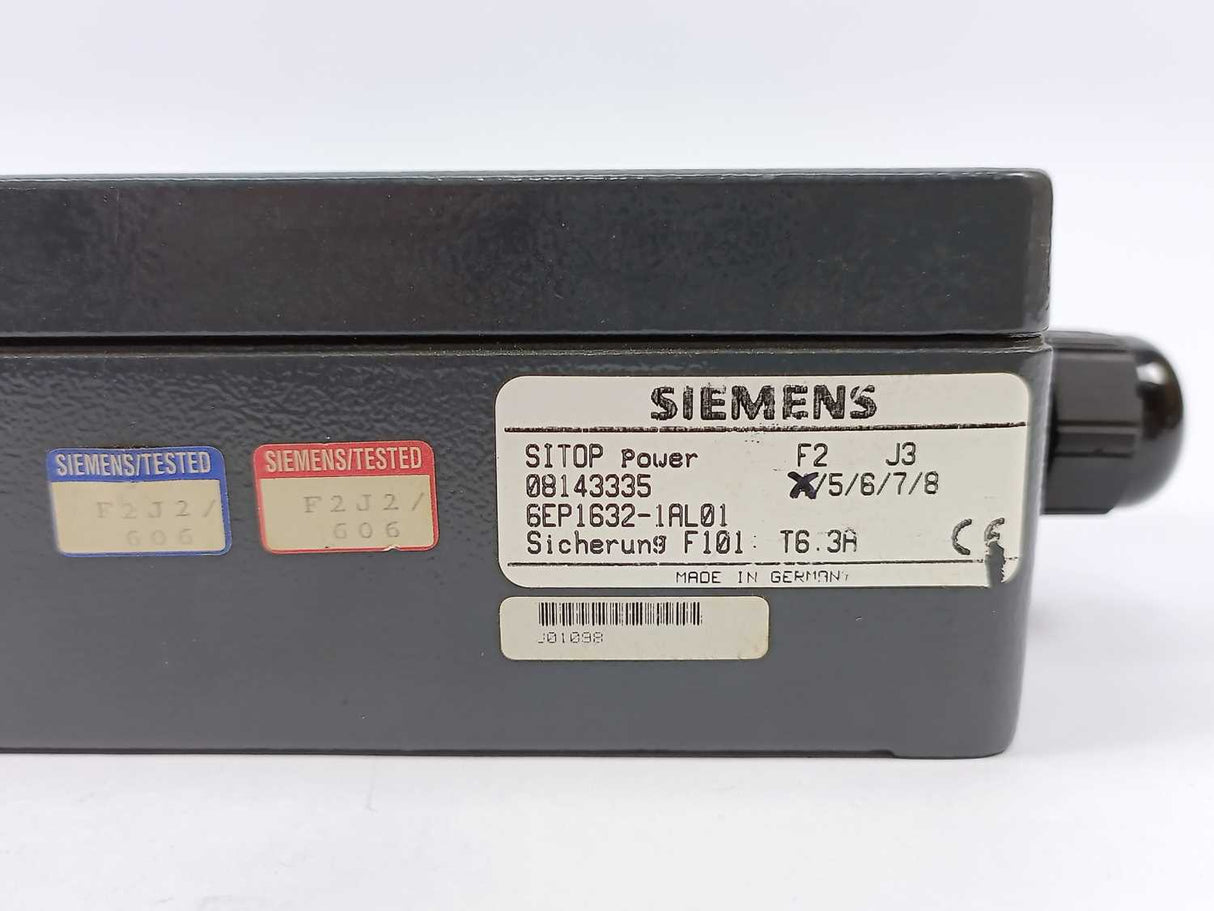 SIEMENS
SITOP Power F2 J3
08143335 /5/6/7/8
6EP1632-1AL01
Sicherung F101 T6.3A CE
MADE IN GERMANY
J01098
SIEMENS/TESTED
F2J2/
606
SIEMENS/TESTED
F2J2/
606